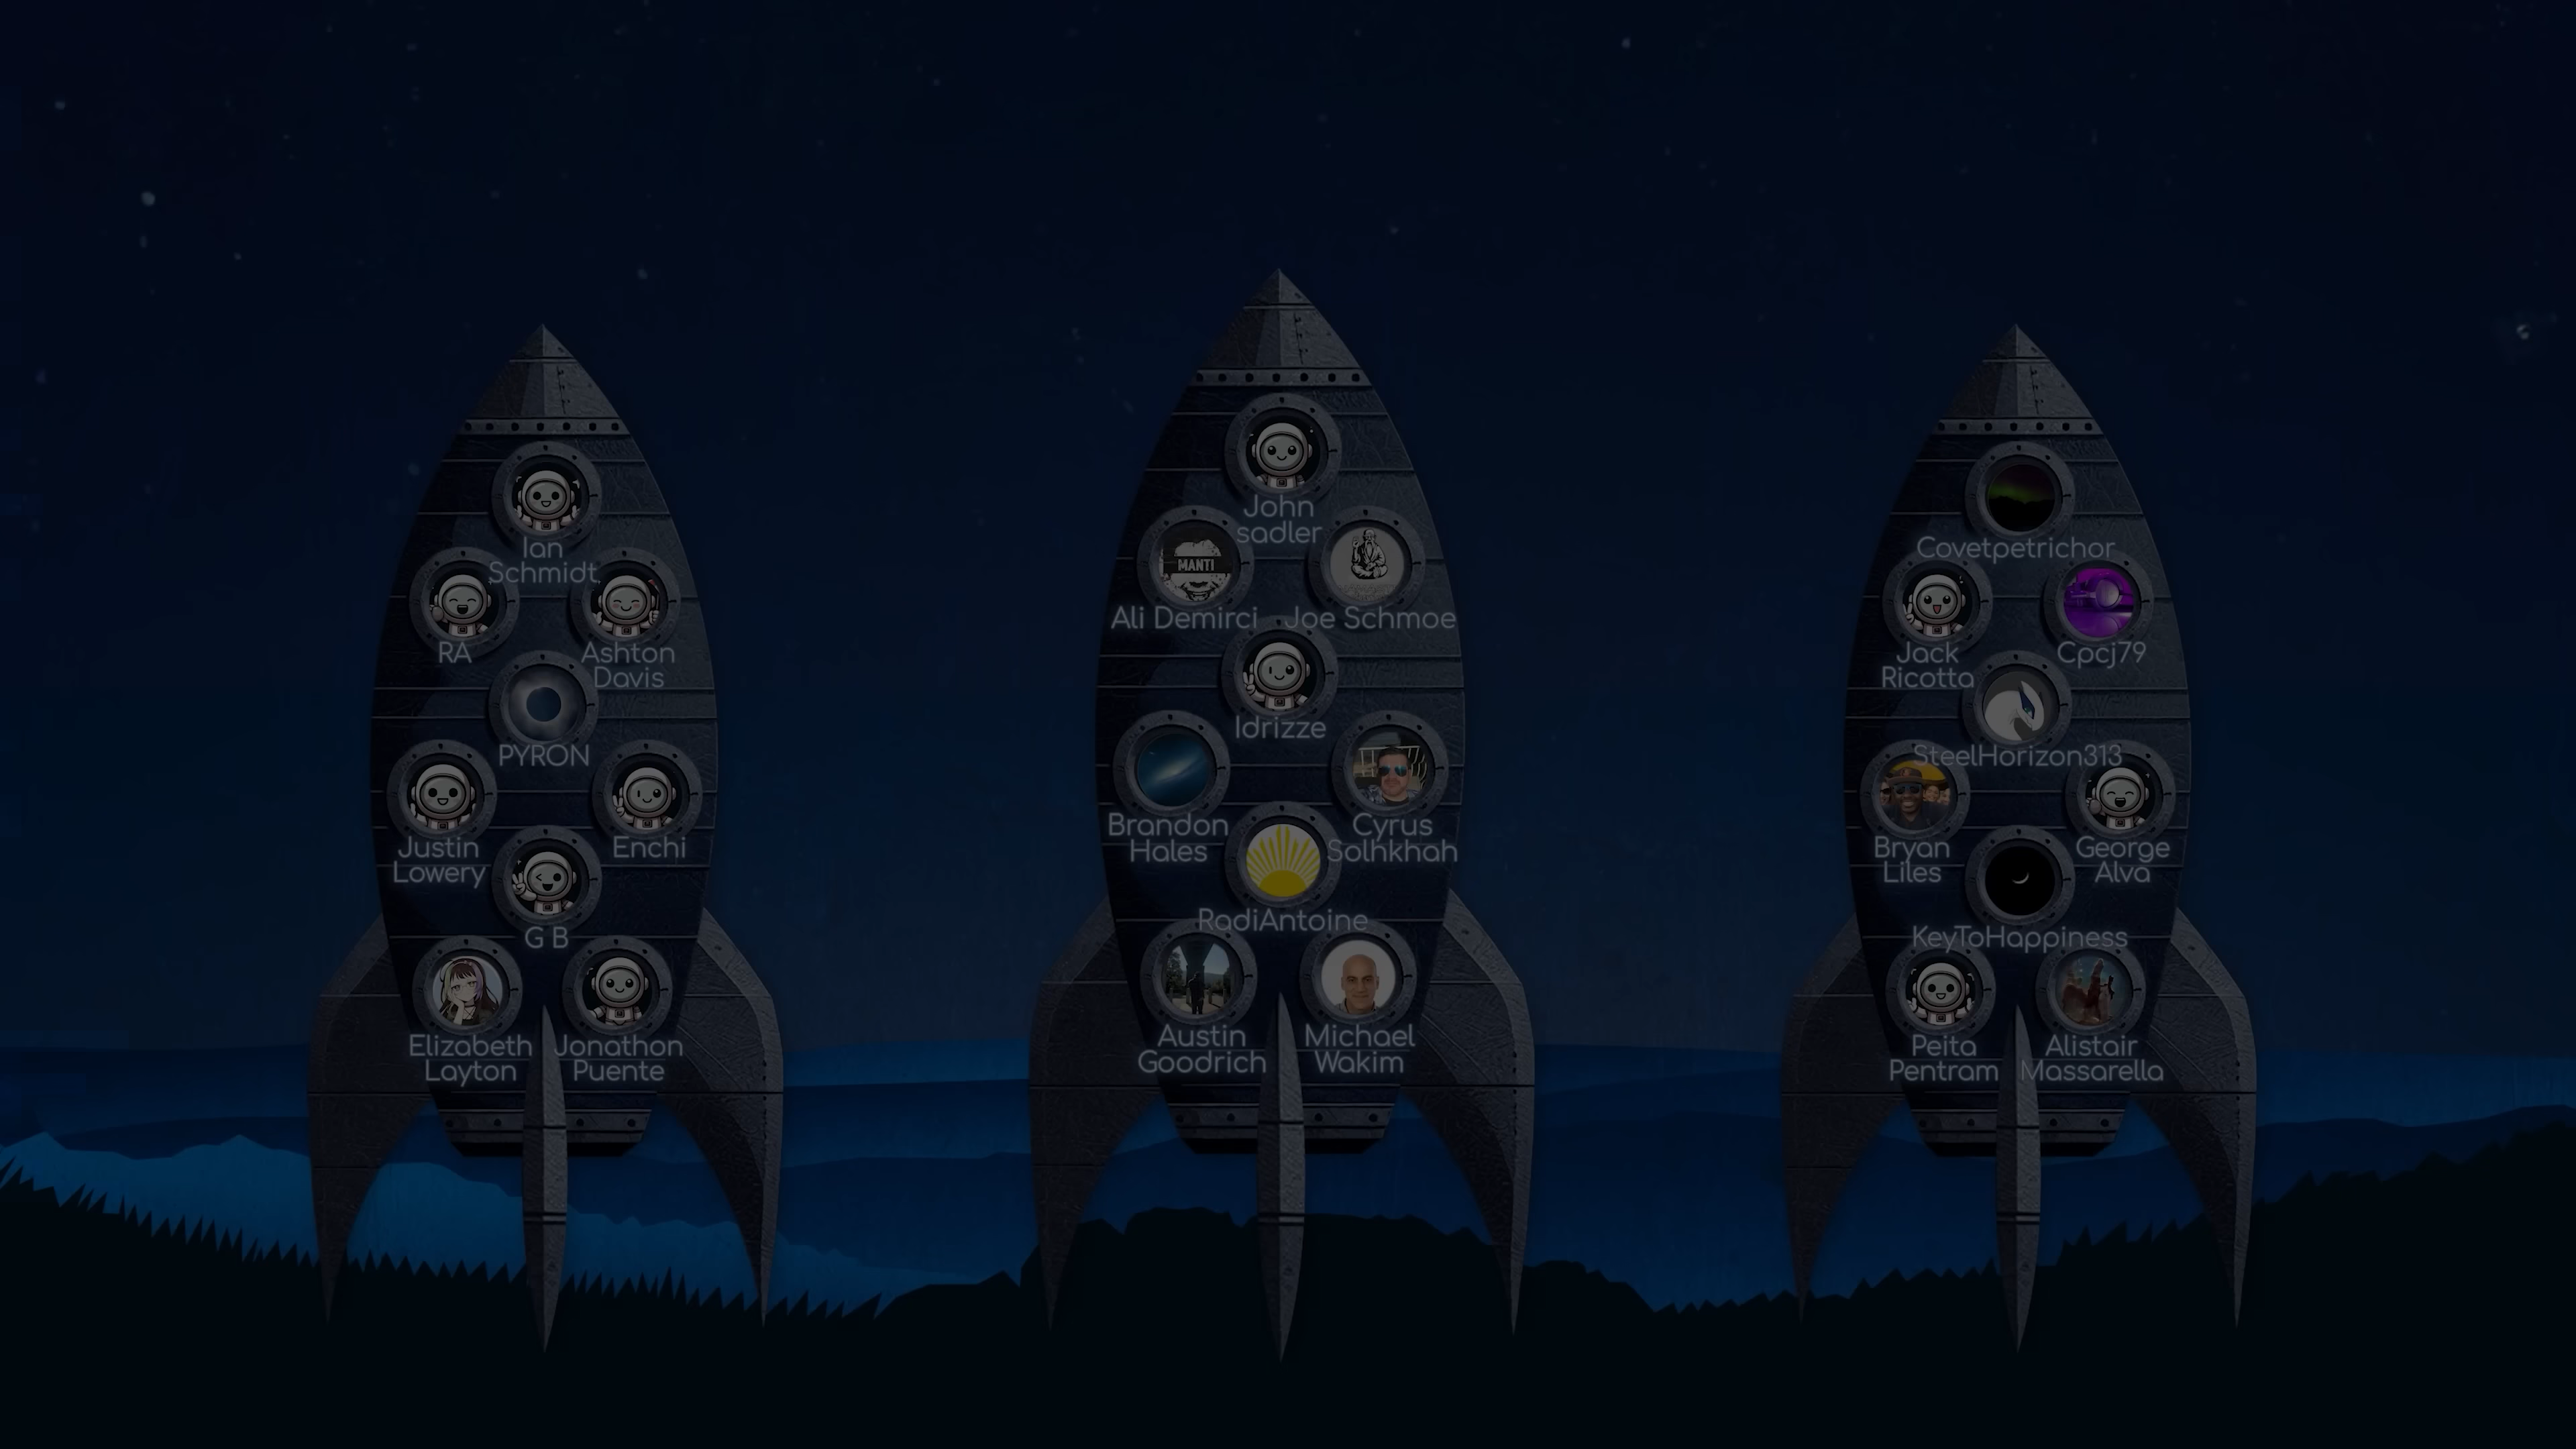 Ian
Schmidt
RA
Ashton
Davis
PYRON
Justin
Lowery
Enchi
G B
Elizabeth
Layton
Jonathon
Puente
John
sadler
MANTI
Ali Demirci
Joe Schmoe
Idrizze
Brandon
Hales
Cyrus
Solhkhah
RadiAntoine
Austin
Goodrich
Michael
Wakim
Covetpetrichor
Jack
Ricotta
Cpcj79
SteelHorizon313
Bryan
Liles
George
Alva
KeyToHappiness
Peita
Pentram
Alistair
Massarella